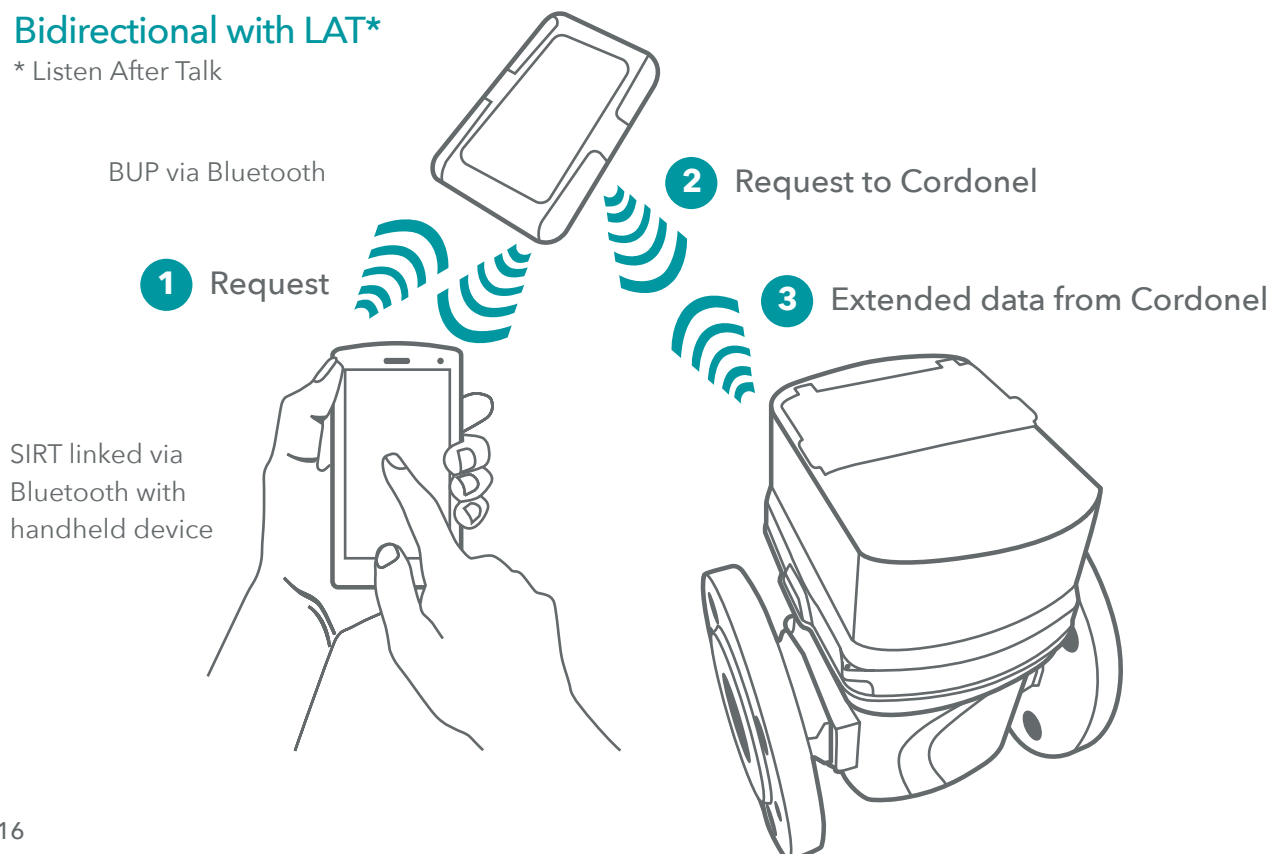 Bidirectional with LAT*
* Listen After Talk
BUP via Bluetooth
2 Request to Cordonel
1 Request
3 Extended data from Cordonel
SIRT linked via
Bluetooth with
handheld device
16